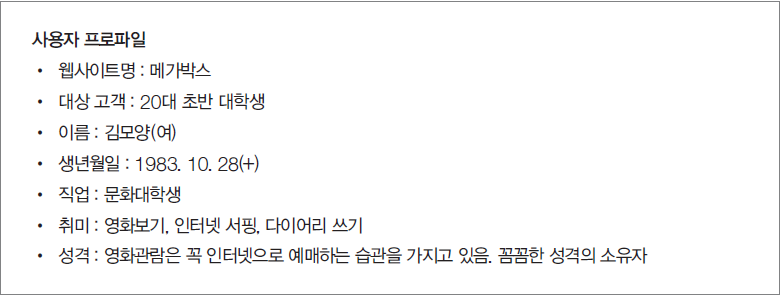 사용자 프로파일
• 웹사이트명 : 메가박스
• 대상 고객 : 20대 초반 대학생
• 이름 : 김모양(여)
• 생년월일 : 1983. 10. 28(+)
• 직업 : 문화대학생
• 취미 : 영화보기, 인터넷 서핑, 다이어리 쓰기
• 성격 : 영화관람은 꼭 인터넷으로 예매하는 습관을 가지고 있음. 꼼꼼한 성격의 소유자